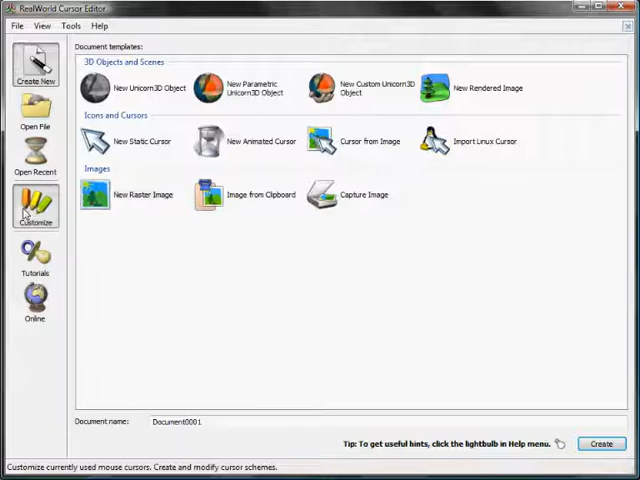 RealWorld Cursor Editor
File View Tools Help
Create New
Open File
Open Recent
Customize
Tutorials
Online
Document templates:
3D Objects and Scenes
New Unicorn3D Object
New Parametric
Unicorn3D Object
New Custom Unicorn3D
Object
New Rendered Image
Icons and Cursors
New Static Cursor
New Animated Cursor
Cursor from Image
Import Linux Cursor
Images
New Raster Image
Image from Clipboard
Capture Image
Document name: Document0001
Tip: To get useful hints, click the lightbulb in Help menu.
Create
Customize currently used mouse cursors. Create and modify cursor schemes.